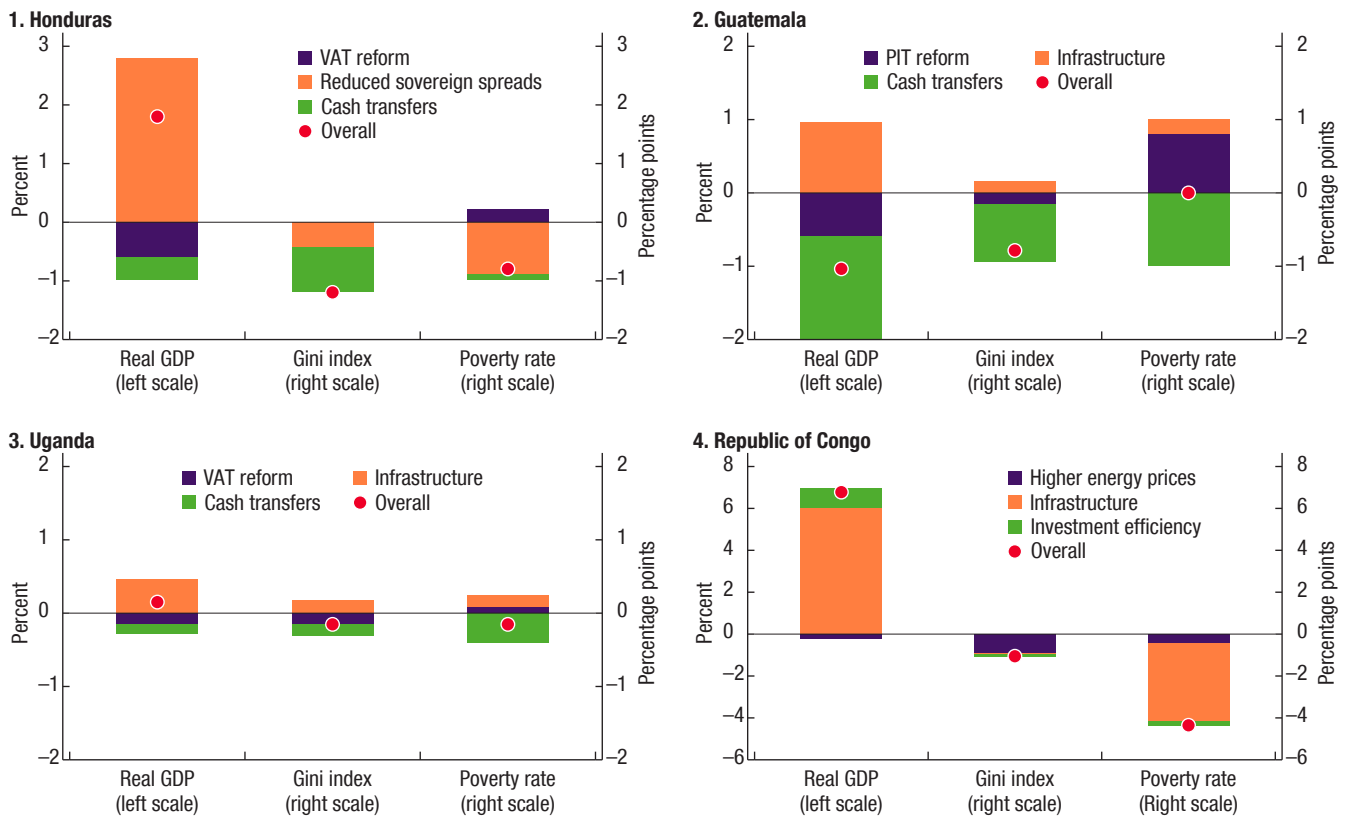 1. Honduras
3
2
1
0
−1
−2
Percent
VAT reform
Reduced sovereign spreads
Cash transfers
Overall
3
2
1
0
−1
−2
Percentage points
Real GDP
(left scale)
Gini index
(right scale)
Poverty rate
(right scale)
2. Guatemala
2
1
0
−1
−2
Percent
PIT reform
Infrastructure
Cash transfers
Overall
2
1
0
−1
−2
Percentage points
Real GDP
(left scale)
Gini index
(right scale)
Poverty rate
(right scale)
3. Uganda
2
1
0
−1
−2
Percent
VAT reform
Infrastructure
Cash transfers
Overall
2
1
0
−1
−2
Percentage points
Real GDP
(left scale)
Gini index
(right scale)
Poverty rate
(right scale)
4. Republic of Congo
8
6
4
2
0
−2
−4
−6
Percent
Higher energy prices
Infrastructure
Investment efficiency
Overall
8
6
4
2
0
−2
−4
−6
Percentage points
Real GDP
(left scale)
Gini index
(right scale)
Poverty rate
(Right scale)